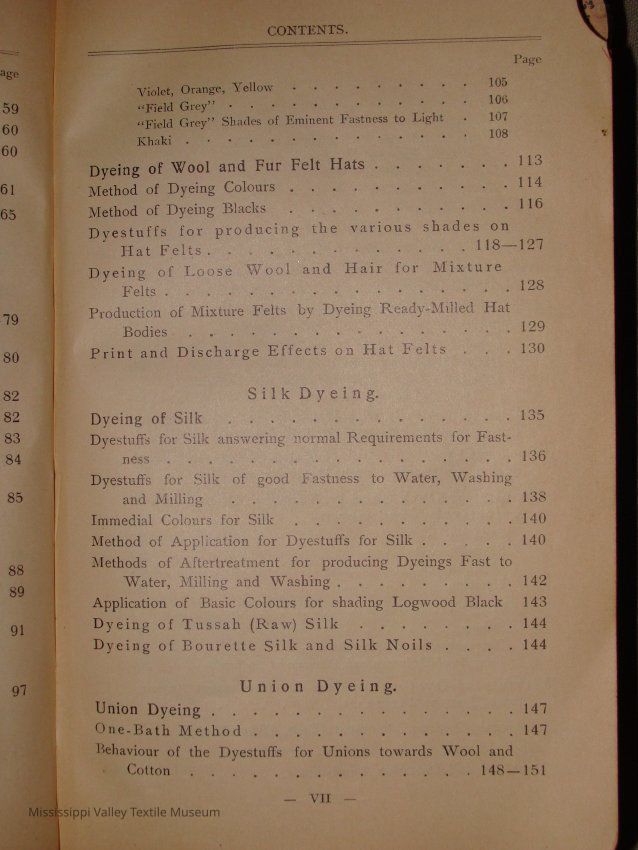 CONTENTS.
Page
Violet, Orange, Yellow . . . . . . . . . 105
“Field Grey” . . . . . . . . . . . . 106
“Field Grey” Shades of Eminent Fastness to Light . 107
Khaki . . . . . . . . . . . . . 108
Dyeing of Wool and Fur Felt Hats . . . . . . . 113
Method of Dyeing Colours . . . . . . . . . . . 114
Method of Dyeing Blacks . . . . . . . . . . . 116
Dyestuffs for producing the various shades on
Hat Felts . . . . . . . . . . . . . 118—127
Dyeing of Loose Wool and Hair for Mixture
Felts . . . . . . . . . . . . . . . . . 128
Production of Mixture Felts by Dyeing Ready-Milled Hat
Bodies . . . . . . . . . . . . . . . . 129
Print and Discharge Effects on Hat Felts . . . 130
Silk Dyeing.
Dyeing of Silk . . . . . . . . . . . . . . 135
Dyestuffs for Silk answering normal Requirements for Fast-
ness . . . . . . . . . . . . . . . . . 136
Dyestuffs for Silk of good Fastness to Water, Washing
and Milling . . . . . . . . . . . . . . 138
Immedial Colours for Silk . . . . . . . . . . . 140
Method of Application for Dyestuffs for Silk . . . . . 140
Methods of Aftertreatment for producing Dyeings Fast to
Water, Milling and Washing . . . . . . . . . 142
Application of Basic Colours for shading Logwood Black 143
Dyeing of Tussah (Raw) Silk . . . . . . . . 144
Dyeing of Bourette Silk and Silk Noils . . . . 144
Union Dyeing.
Union Dyeing . . . . . . . . . . . . . . . 147
One-Bath Method . . . . . . . . . . . . . 147
Behaviour of the Dyestuffs for Unions towards Wool and
Cotton . . . . . . . . . . . . . . 148—151
— VII —
age
59
60
60
61
65
79
80
82
82
83
84
85
88
89
91
97
Mississippi Valley Textile Museum